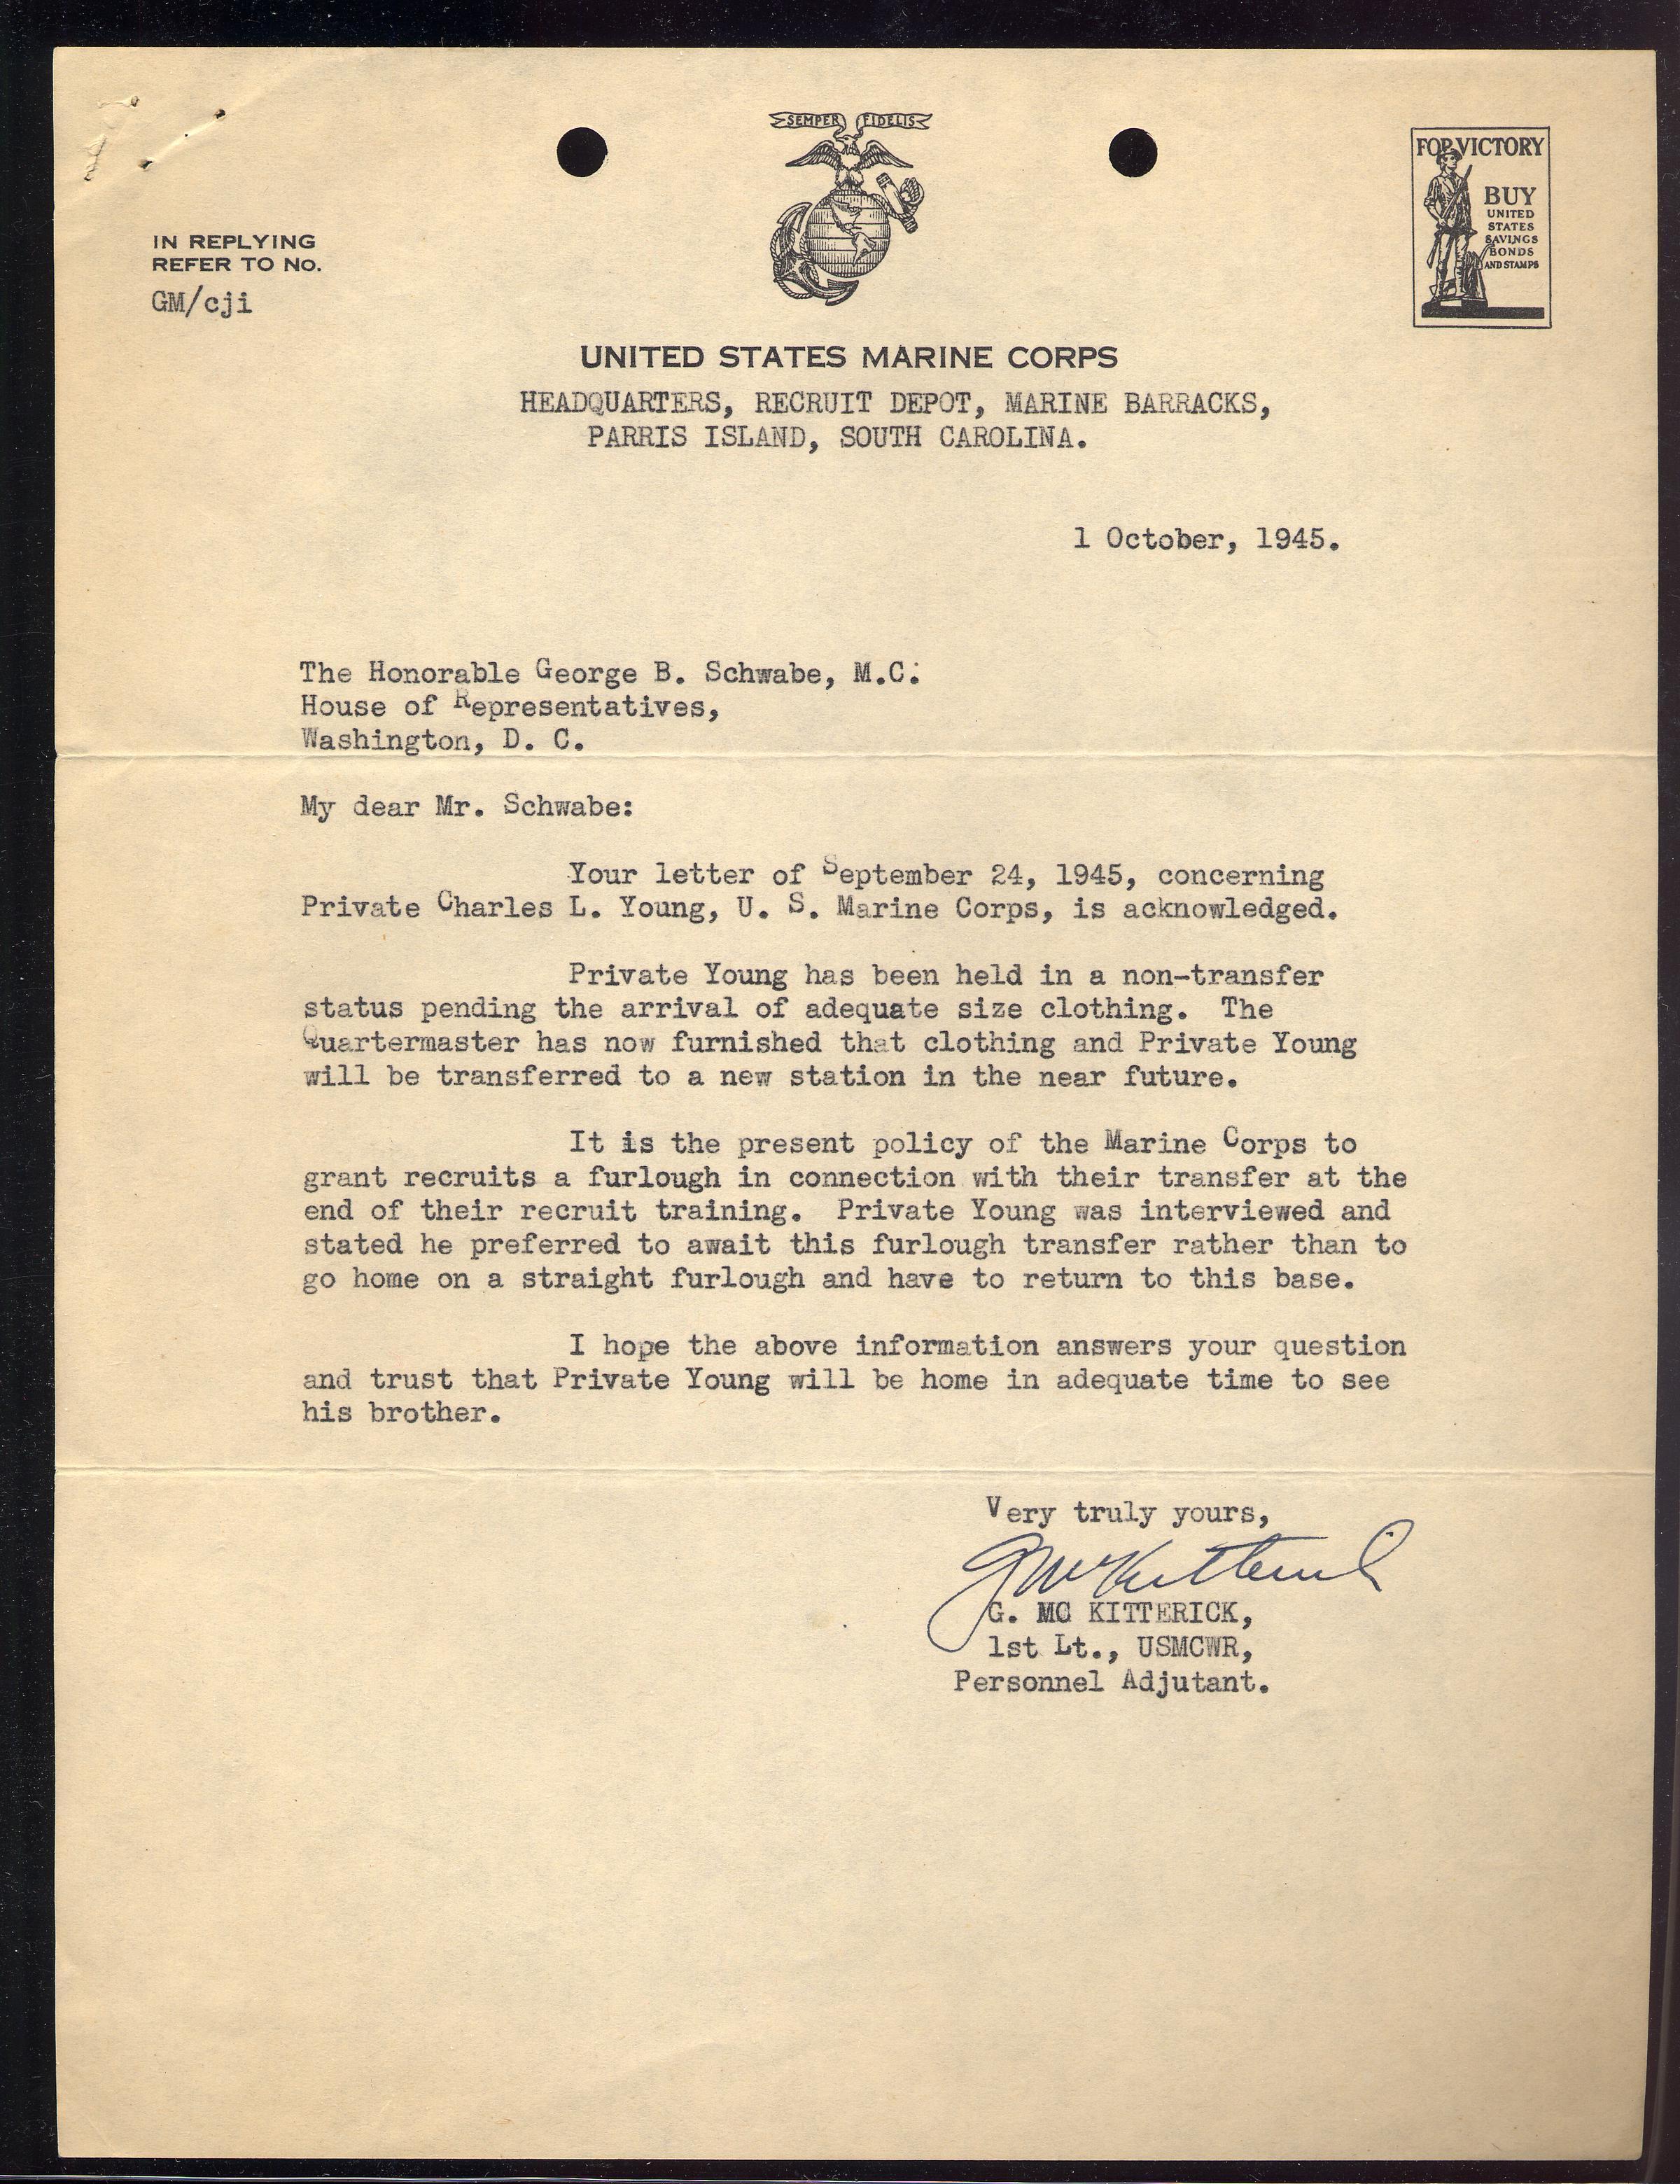 SEMPER FIDELIS
FOR VICTORY
BUY
UNITED
STATES
SAVINGS
BONDS
AND STAMPS
IN REPLYING
REFER TO No.
GM/cji
UNITED STATES MARINE CORPS
HEADQUARTERS, RECRUIT DEPOT, MARINE BARRACKS,
PARRIS ISLAND, SOUTH CAROLINA.
1 October, 1945.
The Honorable George B. Schwabe, M.C.
House of Representatives,
Washington, D. C.
My dear Mr. Schwabe:
Your letter of September 24, 1945, concerning
Private Charles L. Young, U. S. Marine Corps, is acknowledged.
Private Young has been held in a non-transfer
status pending the arrival of adequate size clothing. The
Quartermaster has now furnished that clothing and Private Young
will be transferred to a new station in the near future.
It is the present policy of the Marine Corps to
grant recruits a furlough in connection with their transfer at the
end of their recruit training. Private Young was interviewed and
stated he preferred to await this furlough transfer rather than to
go home on a straight furlough and have to return to this base.
I hope the above information answers your question
and trust that Private Young will be home in adequate time to see
his brother.
Very truly yours,
G McKitterick
G. MC KITTERICK,
1st Lt., USMCWR,
Personnel Adjutant.